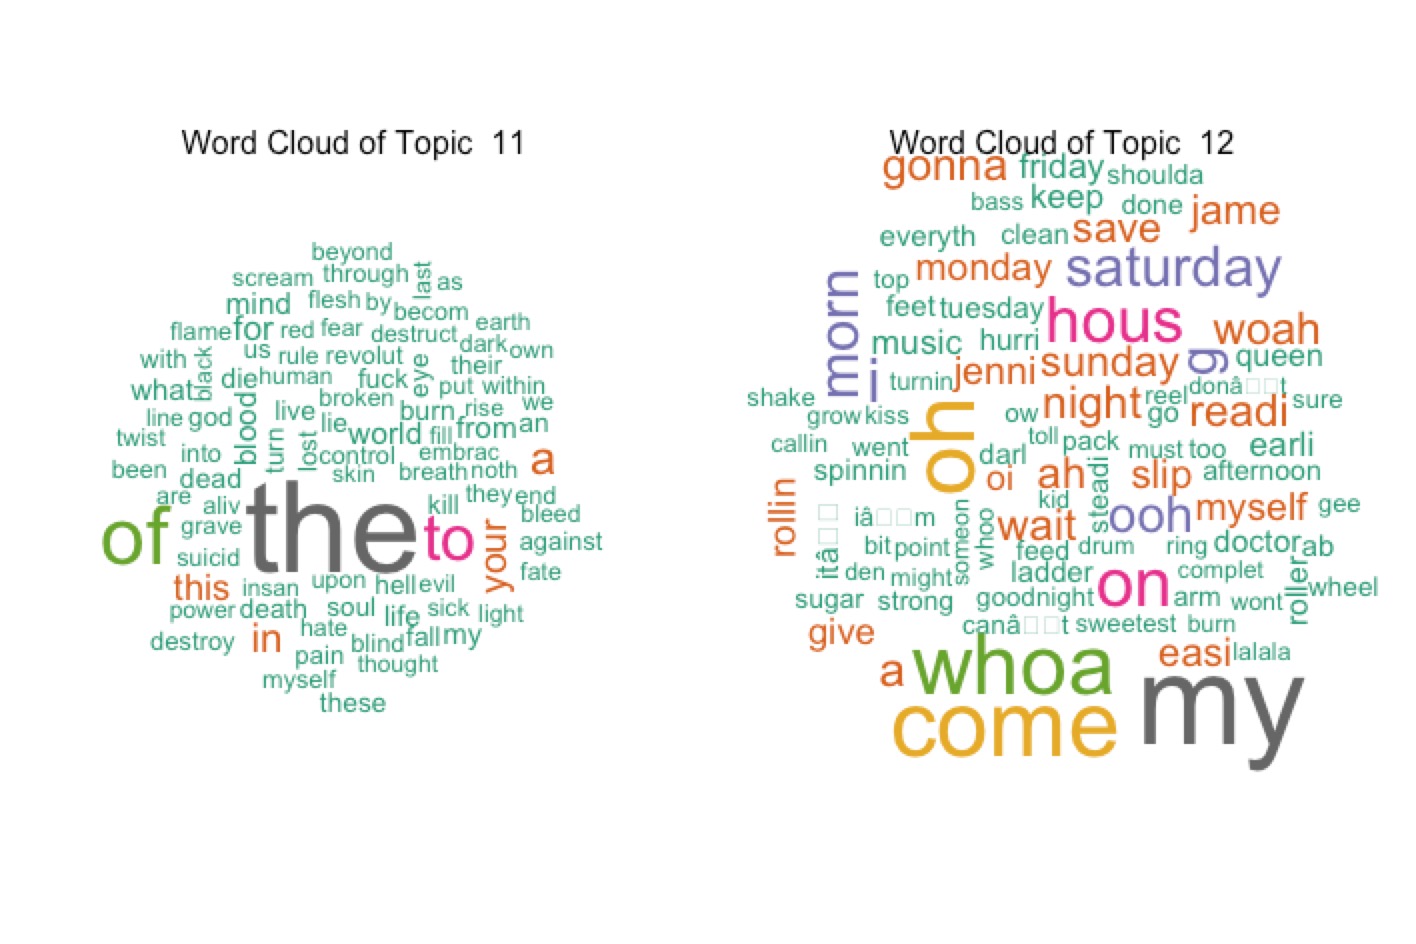 Word Cloud of Topic 11
beyond
scream through last as
mind flesh by becom
flame for red fear destruct earth
us rule revolut dark own
with black eye their
what die human fuck put within
broken
line god blood live lie burn rise we
twist turn lost world fill from an
into control embrac
been dead skin breath noth a
are aliv the kill they end
of grave to your bleed
suicid against
this insan upon hell evil fate
power death soul life sick light
destroy in hate blind fall my
pain thought
myself
these
Word Cloud of Topic 12
gonna friday shoulda
bass keep done jame
everyth clean save
morn top monday saturday
feet tuesday hous woah
music hurri g queen
i turnin jenni sunday
shake reel donâ□□t
grow kiss oh ow night go readi sure
callin went darl toll pack must too earli
spinnin oi ah steadi slip afternoon
rollin kid ooh myself gee
itâ□□ iâ□□m someon whoo wait
bit point feed drum ring doctor ab
den might ladder on complet roller wheel
sugar strong goodnight arm wont
give canâ□□t sweetest burn
a whoa easi lalala
come my